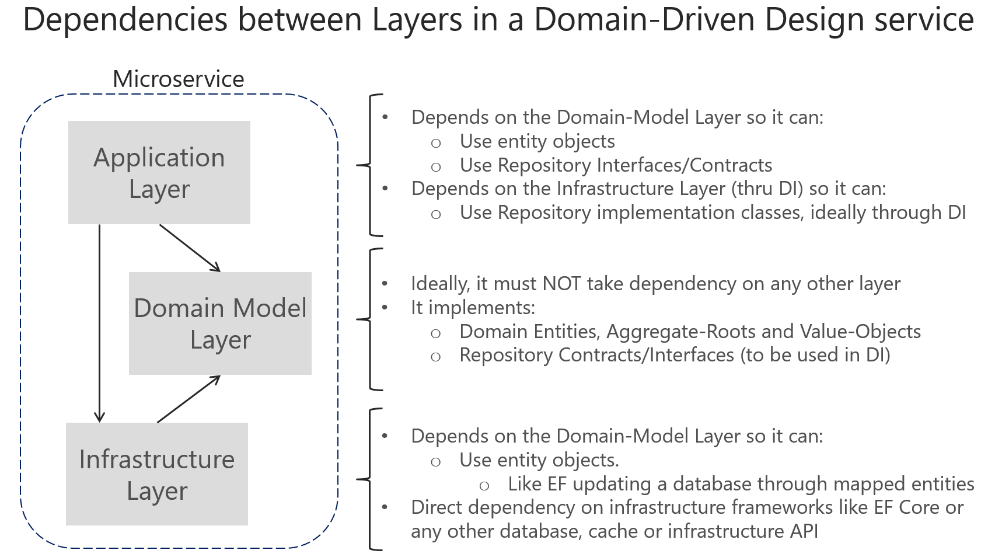 Dependencies between Layers in a Domain-Driven Design service
Microservice
Application
Layer
Domain Model
Layer
Infrastructure
Layer
• Depends on the Domain-Model Layer so it can:
o Use entity objects
o Use Repository Interfaces/Contracts
• Depends on the Infrastructure Layer (thru DI) so it can:
o Use Repository implementation classes, ideally through DI
• Ideally, it must NOT take dependency on any other layer
• It implements:
o Domain Entities, Aggregate-Roots and Value-Objects
o Repository Contracts/Interfaces (to be used in DI)
• Depends on the Domain-Model Layer so it can:
o Use entity objects.
o Like EF updating a database through mapped entities
• Direct dependency on infrastructure frameworks like EF Core or
any other database, cache or infrastructure API